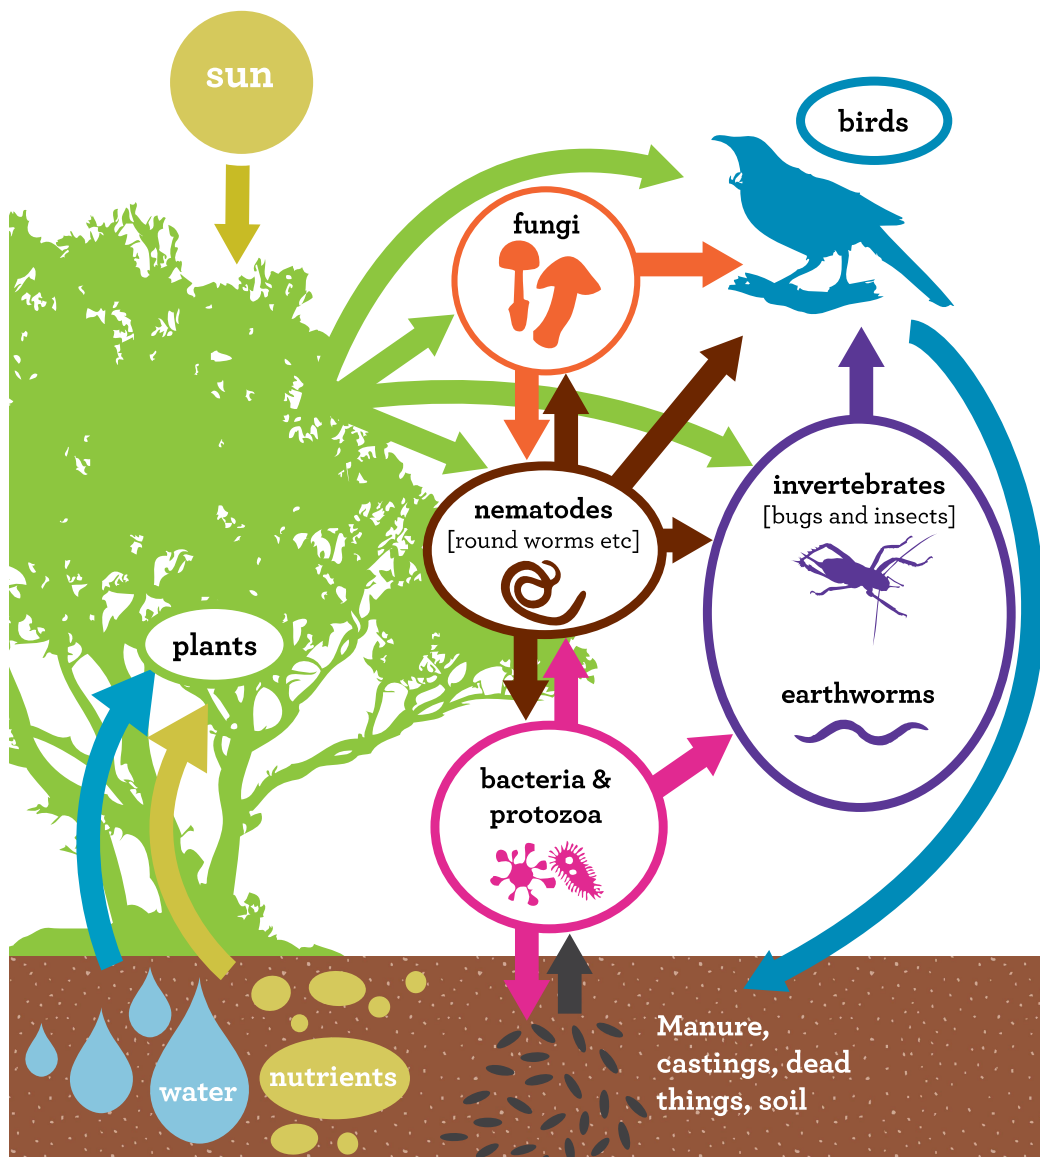 sun
birds
fungi
invertebrates
[bugs and insects]
nematodes
[round worms etc]
plants
earthworms
bacteria &
protozoa
Manure,
castings, dead
things, soil
nutrients
water